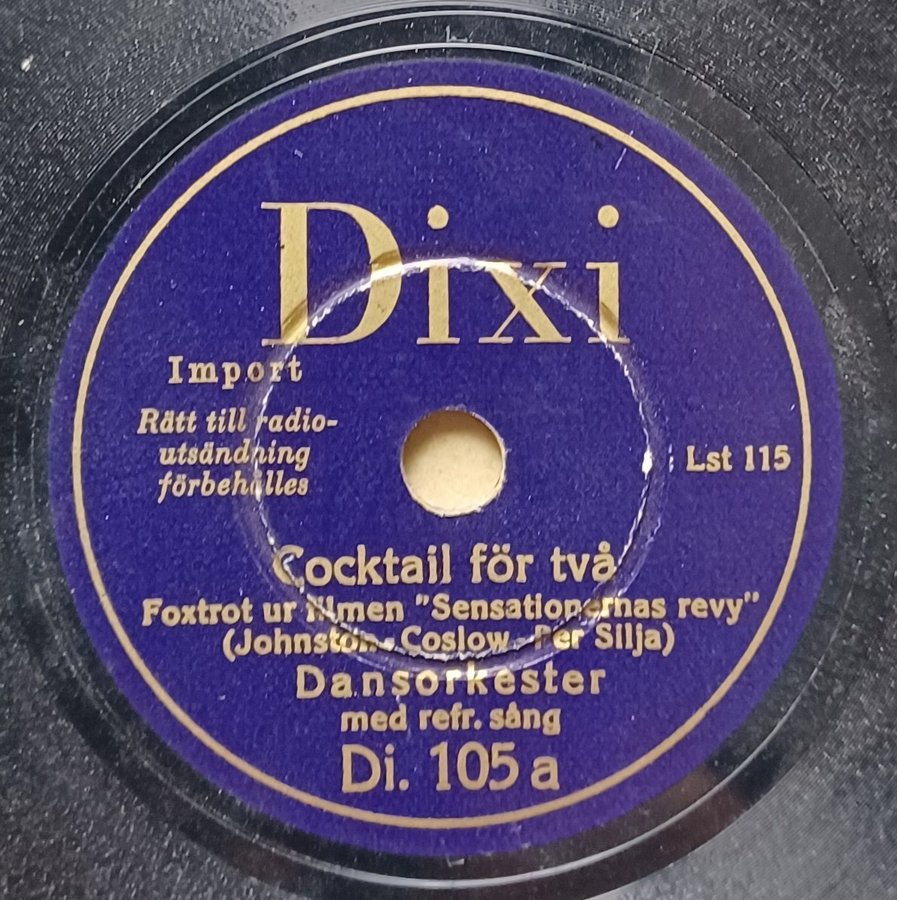 Dixi
Import
Rätt till radio-
utsändning
förbehålles
Lst 115
Cocktail för två
Foxtrot ur filmen "Sensationernas revy"
(Johnston - Coslow - Per Silja)
Dansorkester
med refr. sång
Di. 105 a